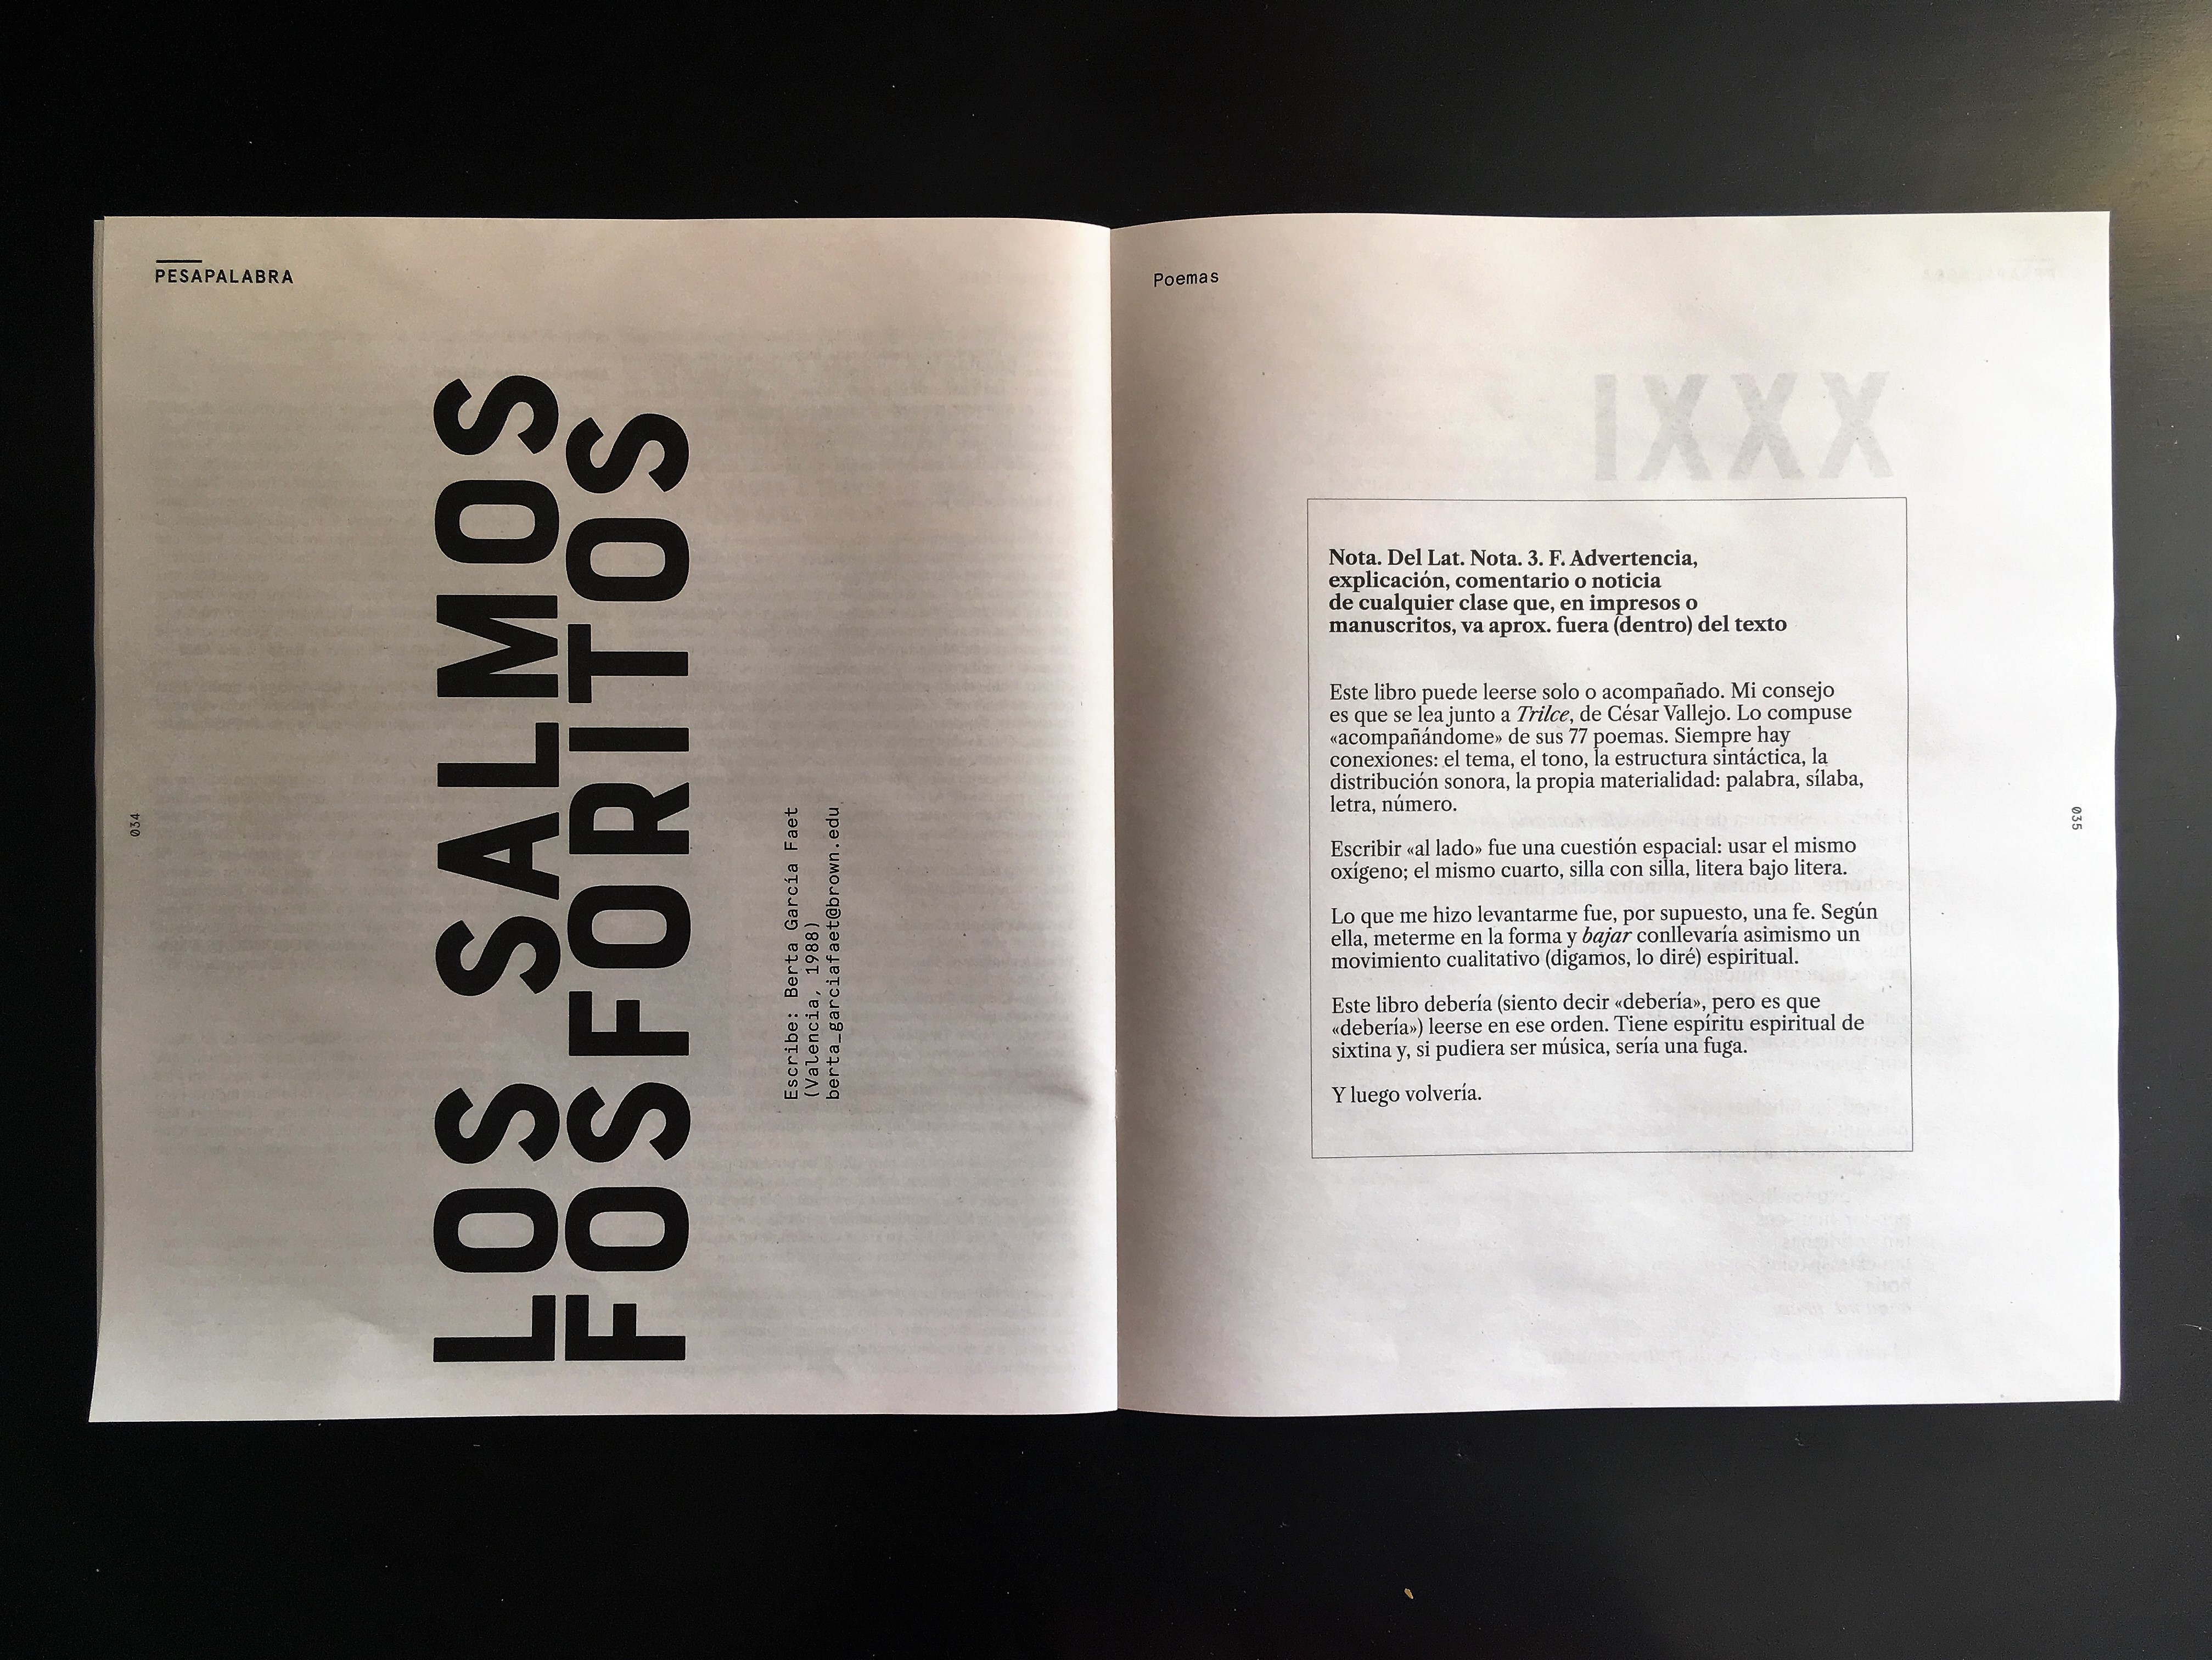 PESAPALABRA
LOS SALMOS
FOSFORITOS
Escribe: Berta García Faet
(Valencia, 1988)
berta_garciafaet@brown.edu
034
Poemas
XXXI
Nota. Del Lat. Nota. 3. F. Advertencia,
explicación, comentario o noticia
de cualquier clase que, en impresos o
manuscritos, va aprox. fuera (dentro) del texto
Este libro puede leerse solo o acompañado. Mi consejo
es que se lea junto a Trilce, de César Vallejo. Lo compuse
«acompañándome» de sus 77 poemas. Siempre hay
conexiones: el tema, el tono, la estructura sintáctica, la
distribución sonora, la propia materialidad: palabra, sílaba,
letra, número.
Escribir «al lado» fue una cuestión espacial: usar el mismo
oxígeno; el mismo cuarto, silla con silla, litera bajo litera.
Lo que me hizo levantarme fue, por supuesto, una fe. Según
ella, meterme en la forma y bajar conllevaría asimismo un
movimiento cualitativo (digamos, lo diré) espiritual.
Este libro debería (siento decir «debería», pero es que
«debería») leerse en ese orden. Tiene espíritu espiritual de
sixtina y, si pudiera ser música, sería una fuga.
Y luego volvería.
035